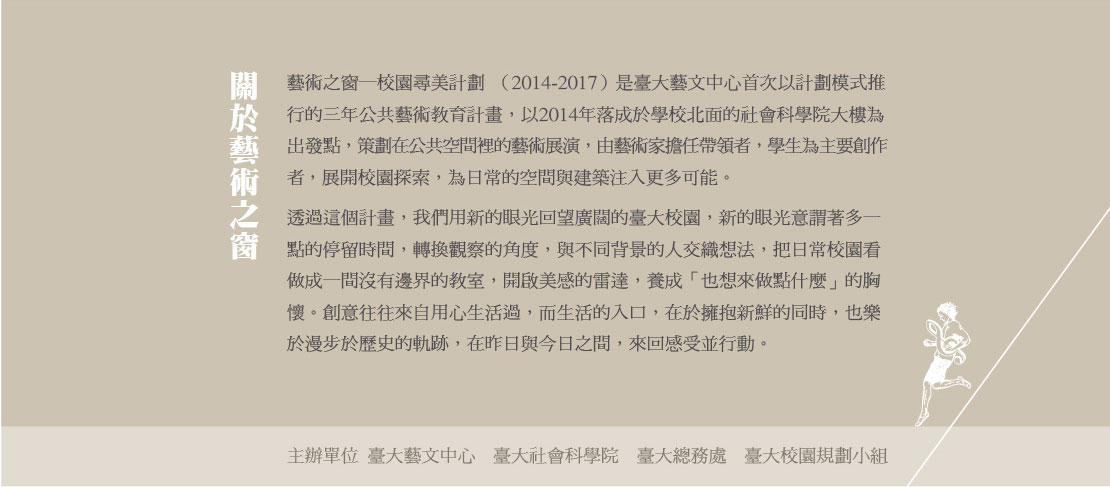 關於藝術之窗
藝術之窗—校園尋美計劃 （2014-2017）是臺大藝文中心首次以計劃模式推
行的三年公共藝術教育計畫，以2014年落成於學校北面的社會科學院大樓為
出發點，策劃在公共空間裡的藝術展演，由藝術家擔任帶領者，學生為主要創作
者，展開校園探索，為日常的空間與建築注入更多可能。
透過這個計畫，我們用新的眼光回望廣闊的臺大校園，新的眼光意謂著多一
點的停留時間，轉換觀察的角度，與不同背景的人交織想法，把日常校園看
做成一間沒有邊界的教室，開啟美感的雷達，養成「也想來做點什麼」的胸
懷。創意往往來自用心生活過，而生活的入口，在於擁抱新鮮的同時，也樂
於漫步於歷史的軌跡，在昨日與今日之間，來回感受並行動。
主辦單位 臺大藝文中心 臺大社會科學院 臺大總務處 臺大校園規劃小組